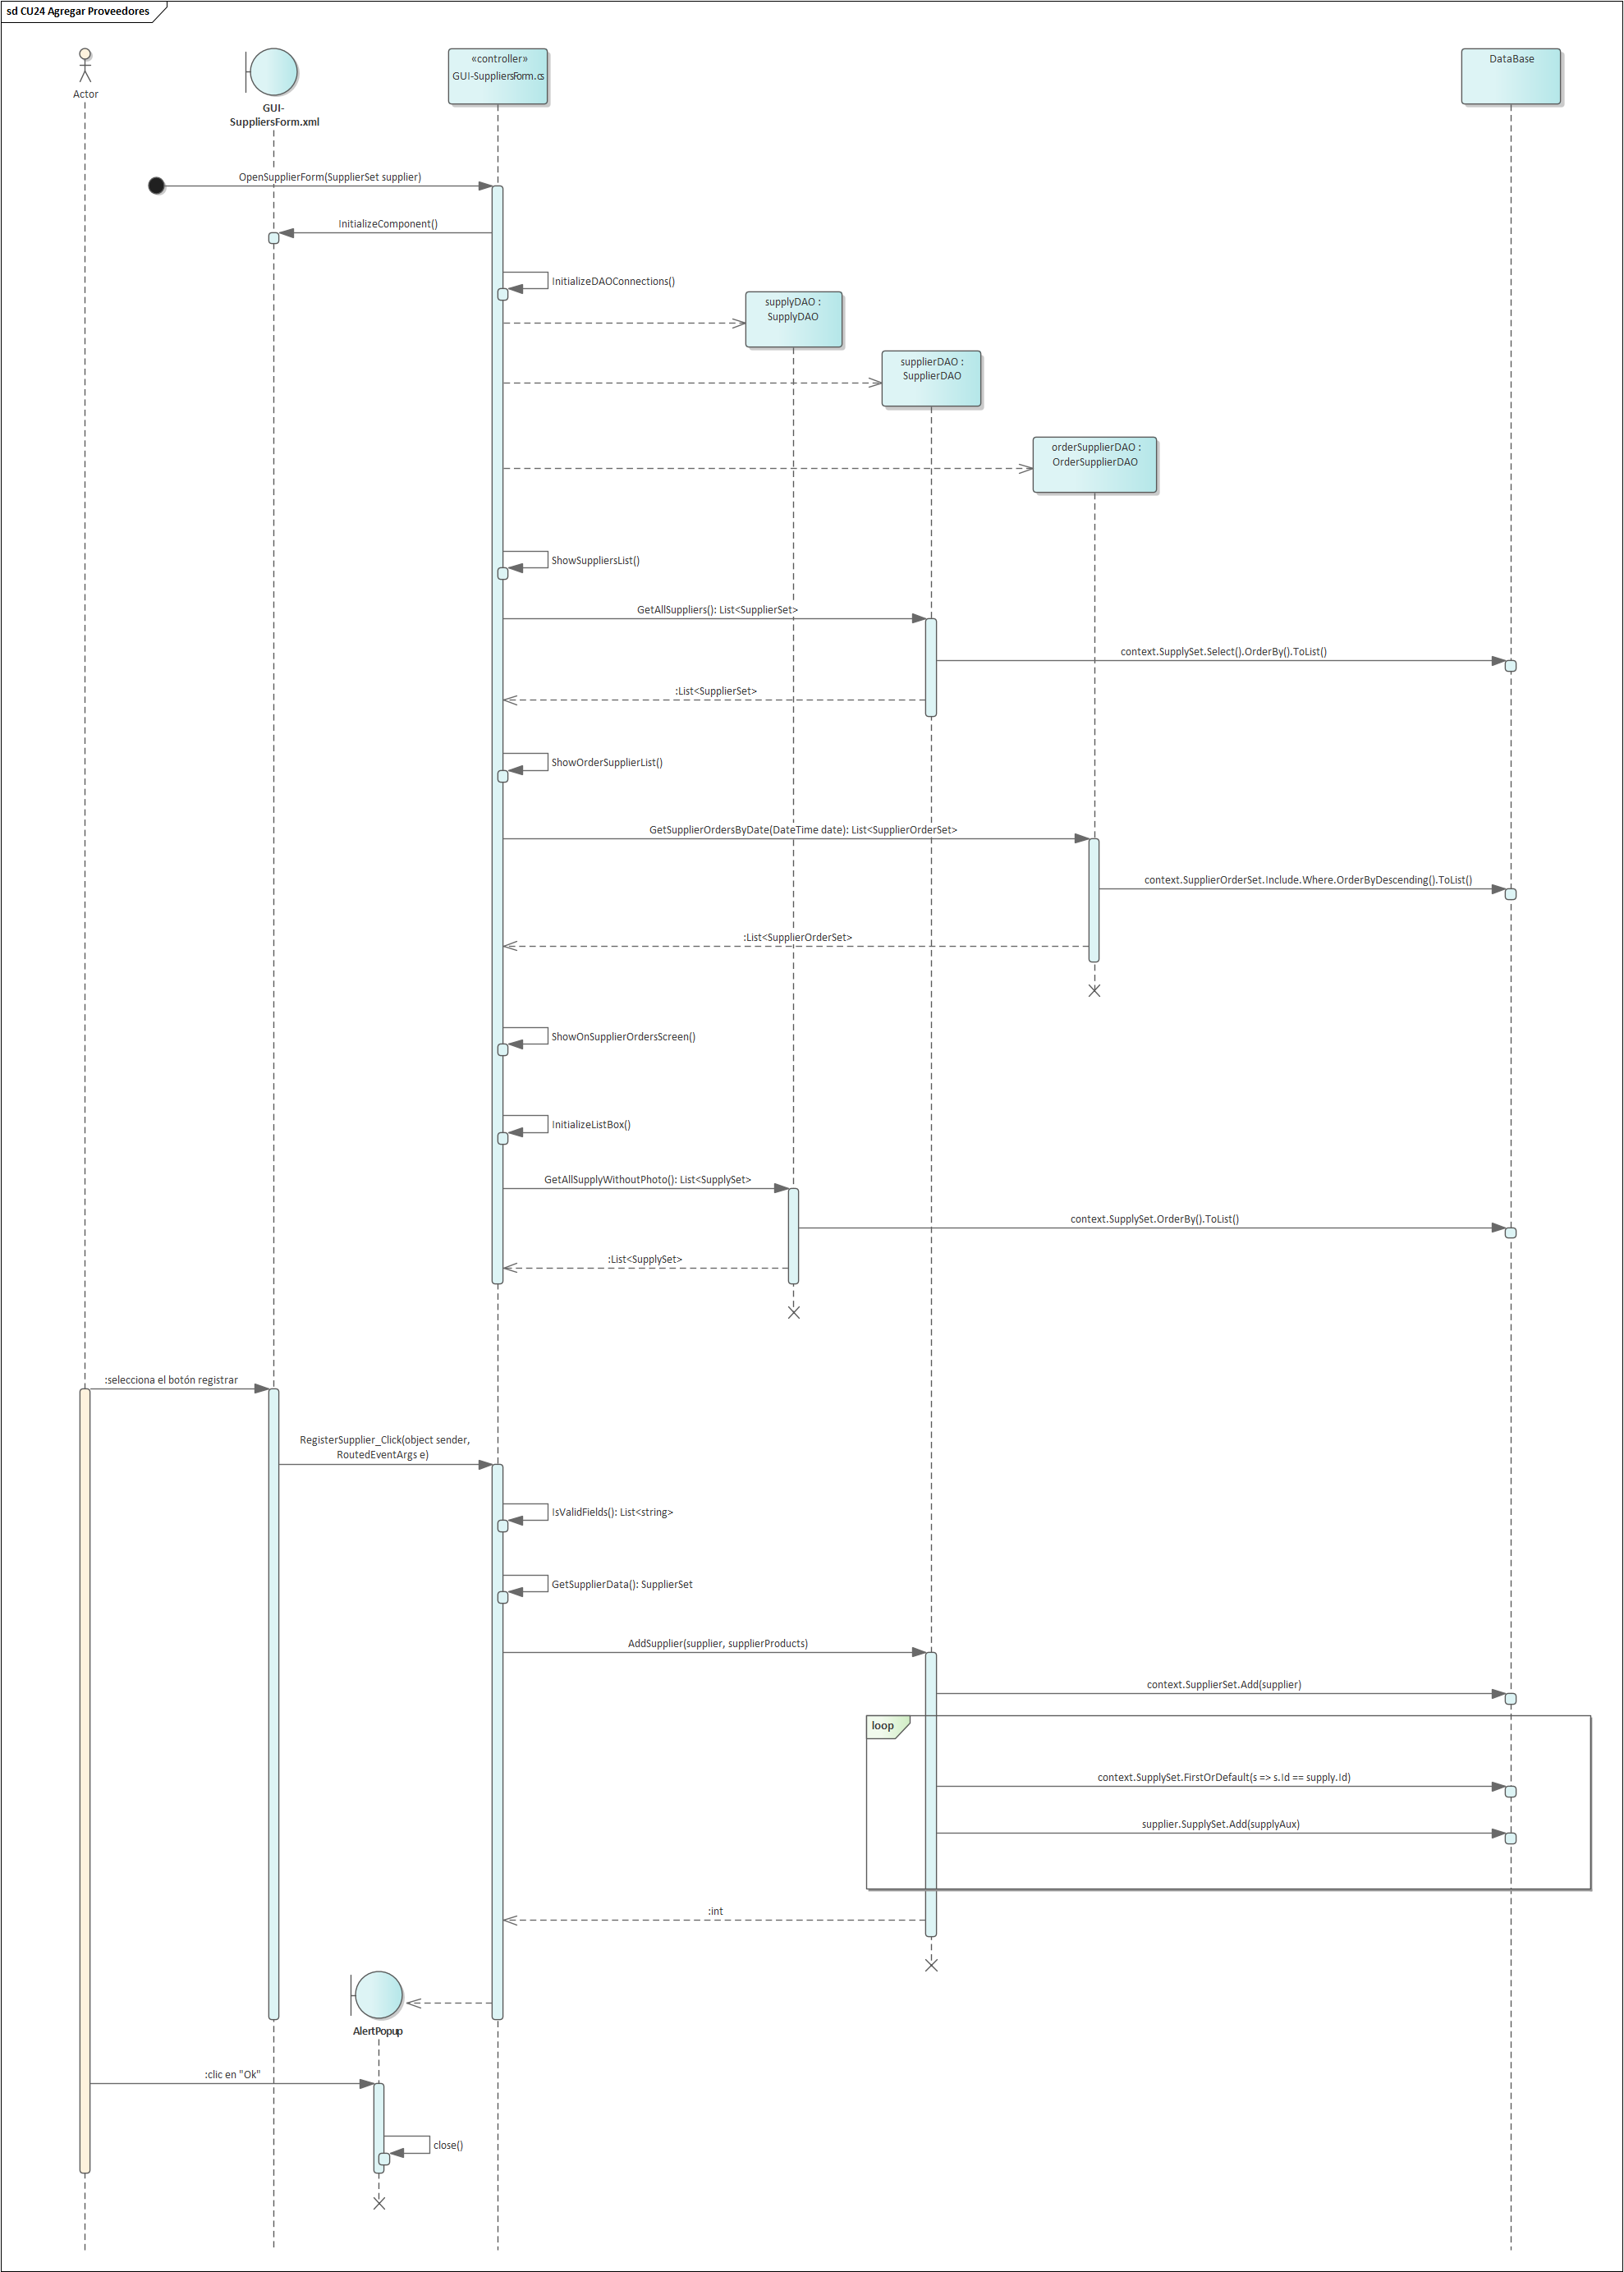 sd CU24 Agregar Proveedores
Actor
GUI-
SuppliersForm.xml
«controller»
GUI-SuppliersForm.cs
DataBase
OpenSupplierForm(SupplierSet supplier)
InitializeComponent()
InitializeDAOConnections()
supplyDAO :
SupplyDAO
supplierDAO :
SupplierDAO
orderSupplierDAO :
OrderSupplierDAO
ShowSuppliersList()
GetAllSuppliers(): List<SupplierSet>
context.SupplySet.Select().OrderBy().ToList()
:List<SupplierSet>
ShowOrderSupplierList()
GetSupplierOrdersByDate(DateTime date): List<SupplierOrderSet>
context.SupplierOrderSet.Include.Where.OrderByDescending().ToList()
:List<SupplierOrderSet>
ShowOnSupplierOrdersScreen()
InitializeListBox()
GetAllSupplyWithoutPhoto(): List<SupplySet>
context.SupplySet.OrderBy().ToList()
:List<SupplySet>
:selecciona el botón registrar
RegisterSupplier_Click(object sender,
RoutedEventArgs e)
IsValidFields(): List<string>
GetSupplierData(): SupplierSet
AddSupplier(supplier, supplierProducts)
context.SupplierSet.Add(supplier)
loop
context.SupplySet.FirstOrDefault(s => s.Id == supply.Id)
supplier.SupplySet.Add(supplyAux)
:int
AlertPopup
:clic en "Ok"
close()